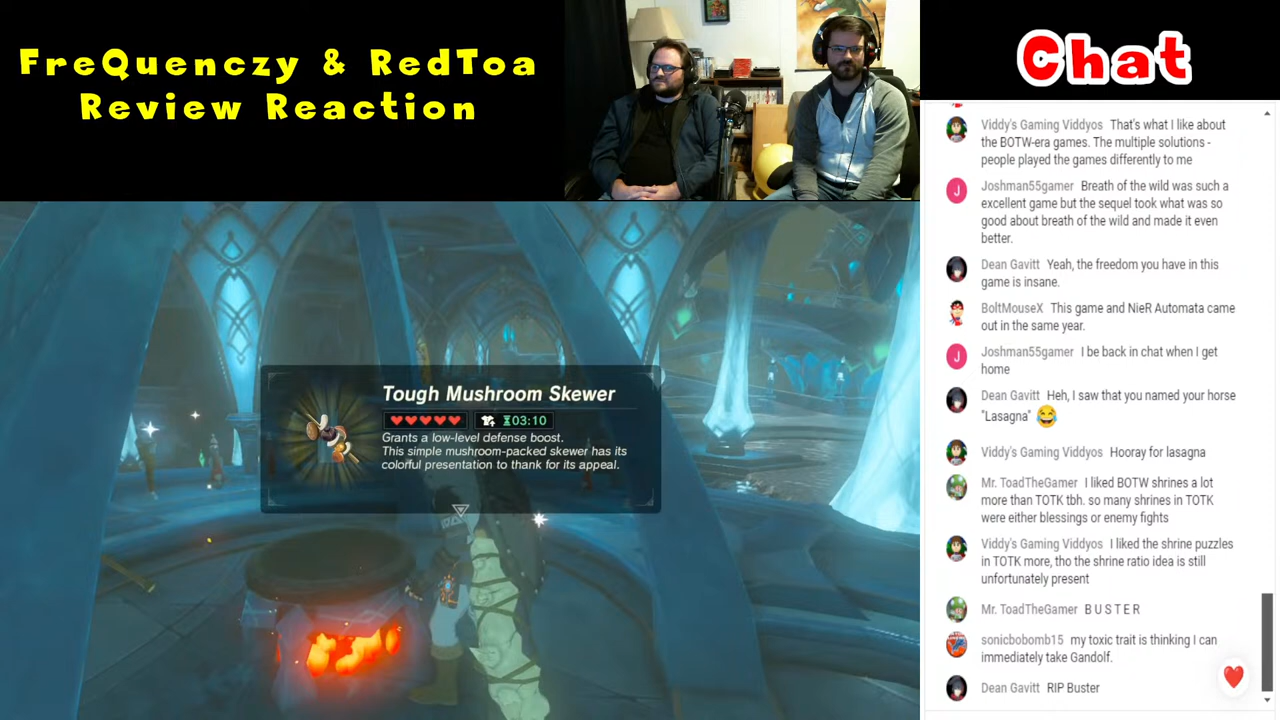 FreQuenczy & RedToa
Review Reaction
Chat
Viddy's Gaming Viddyos That's what I like about
the BOTW-era games. The multiple solutions -
people played the games differently to me
Joshman55gamer Breath of the wild was such a
excellent game but the sequel took what was so
good about breath of the wild and made it even
better.
Dean Gavitt Yeah, the freedom you have in this
game is insane.
BoltMouseX This game and NieR Automata came
out in the same year.
J
Joshman55gamer I be back in chat when I get
home
Dean Gavitt Heh, I saw that you named your horse
"Lasagna" 😂
Viddy's Gaming Viddyos Hooray for lasagna
Mr. ToadTheGamer I liked BOTW shrines a lot
more than TOTK tbh. so many shrines in TOTK
were either blessings or enemy fights
Viddy's Gaming Viddyos I liked the shrine puzzles
in TOTK more, tho the shrine ratio idea is still
unfortunately present
Mr. ToadTheGamer B U S T E R
sonicbobomb15 my toxic trait is thinking I can
immediately take Gandolf.
Dean Gavitt RIP Buster
Tough Mushroom Skewer
03:10
Grants a low-level defense boost.
This simple mushroom-packed skewer has its
colorful presentation to thank for its appeal.